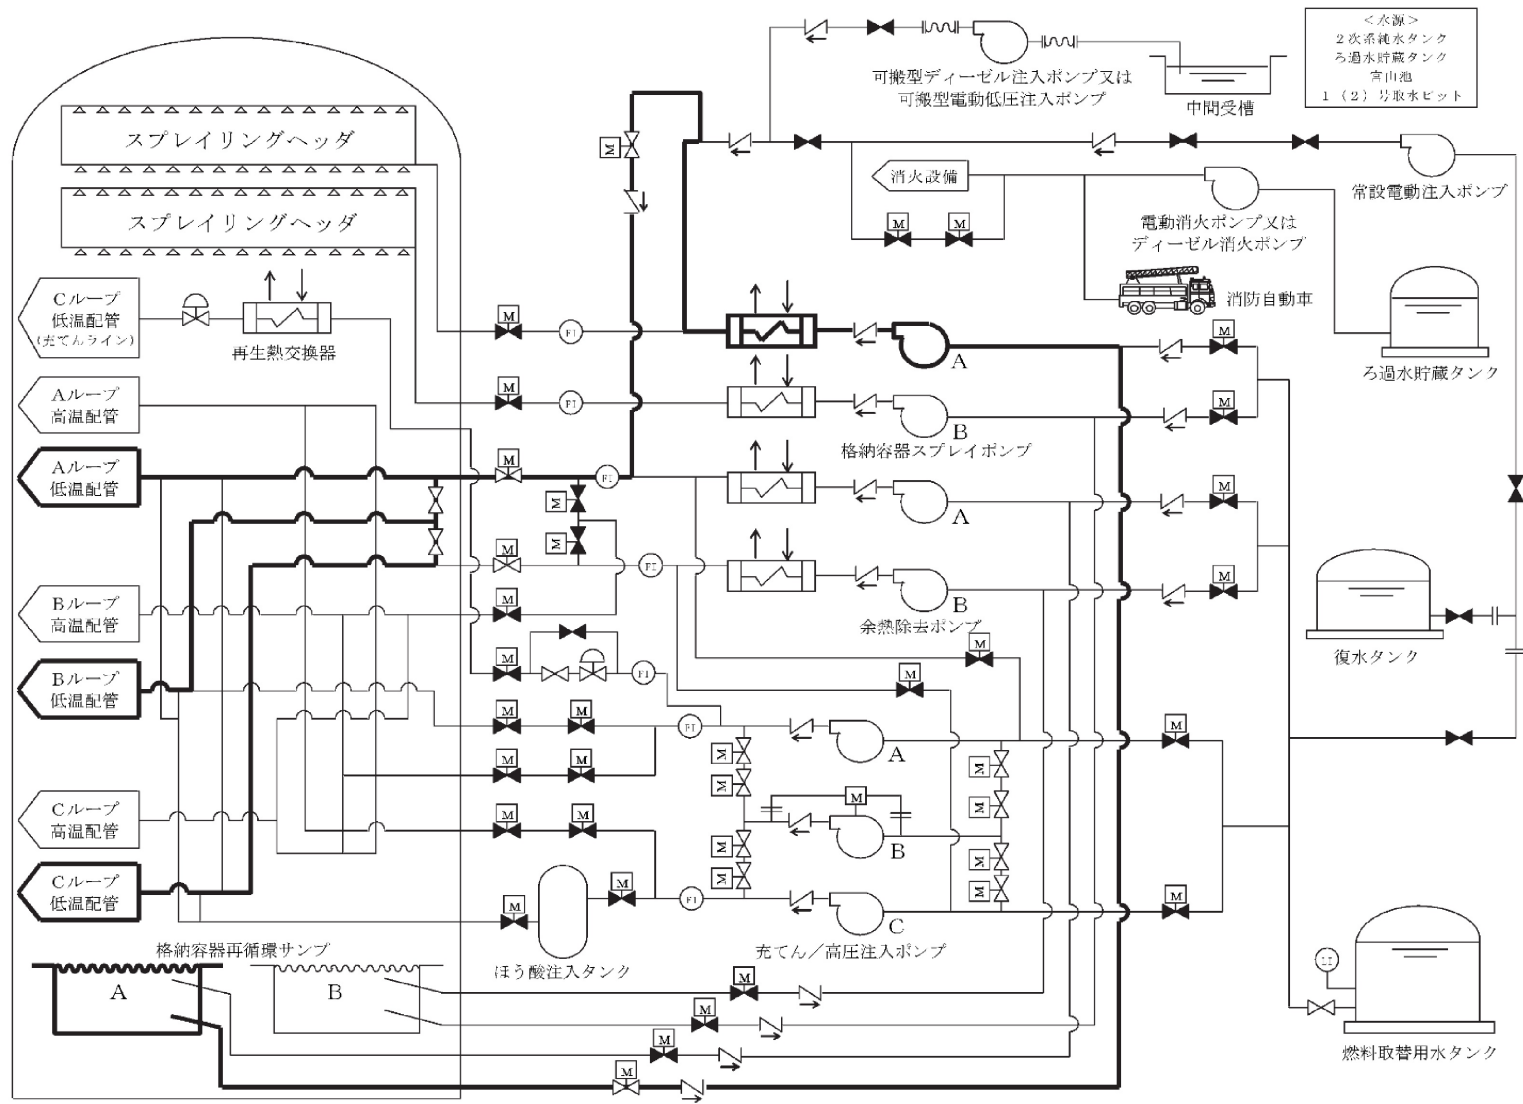 <水源>
2次系純水タンク
ろ過水貯蔵タンク
宮山池
1(2)号取水ピット
可搬型ディーゼル注入ポンプ又は
可搬型電動低圧注入ポンプ
中間受槽
スプレイリングヘッダ
スプレイリングヘッダ
M
消火設備
常設電動注入ポンプ
M
M
電動消火ポンプ又は
ディーゼル消火ポンプ
消防自動車
ろ過水貯蔵タンク
Cループ
低温配管
(充てんライン)
再生熱交換器
M
FI
A
M
Aループ
高温配管
M
FI
B
M
格納容器スプレイポンプ
Aループ
低温配管
M
FI
M
A
M
M
M
FI
B
M
余熱除去ポンプ
Bループ
高温配管
M
M
M
復水タンク
Bループ
低温配管
M
FI
M
M
FI
A
M
M
M
M
M
M
M
Cループ
高温配管
M
M
M
B
M
M
M
M
Cループ
低温配管
M
M
FI
C
M
ほう酸注入タンク
充てん/高圧注入ポンプ
格納容器再循環サンプ
A
B
M
M
M
M
LI
燃料取替用水タンク